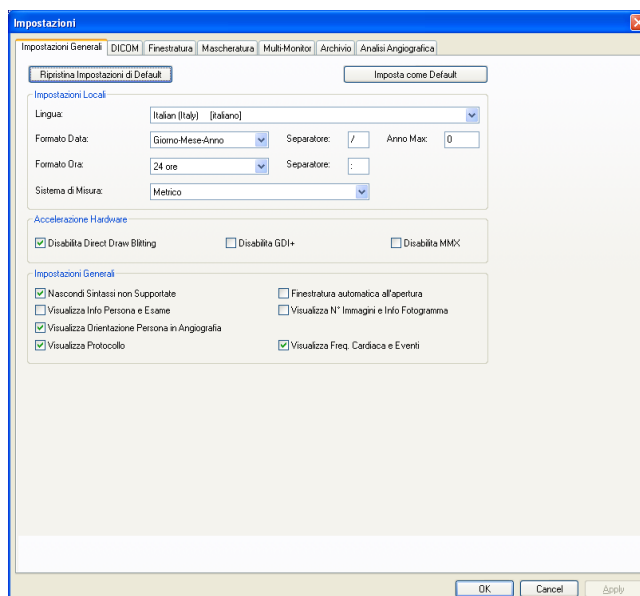 Impostazioni
Impostazioni Generali DICOM Finestratura Mascheratura Multi-Monitor Archivio Analisi Angiografica
Ripristina Impostazioni di Default Imposta come Default
Impostazioni Locali
Lingua: Italian (Italy) [italiano]
Formato Data: Giorno-Mese-Anno Separatore: / Anno Max: 0
Formato Ora: 24 ore Separatore: :
Sistema di Misura: Metrico
Accelerazione Hardware
Disabilita Direct Draw Blitting Disabilita GDI+ Disabilita MMX
Impostazioni Generali
Nascondi Sintassi non Supportate Finestratura automatica all'apertura
Visualizza Info Persona e Esame Visualizza N° Immagini e Info Fotogramma
Visualizza Orientazione Persona in Angiografia
Visualizza Protocollo Visualizza Freq. Cardiaca e Eventi
OK Cancel Apply